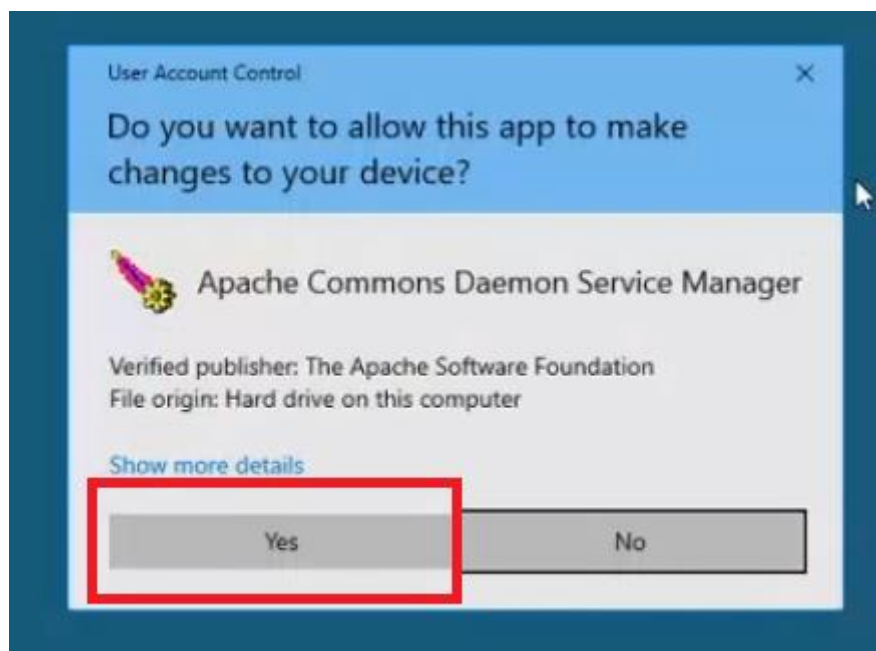 User Account Control
Do you want to allow this app to make
changes to your device?
Apache Commons Daemon Service Manager
Verified publisher: The Apache Software Foundation
File origin: Hard drive on this computer
Show more details
Yes
No